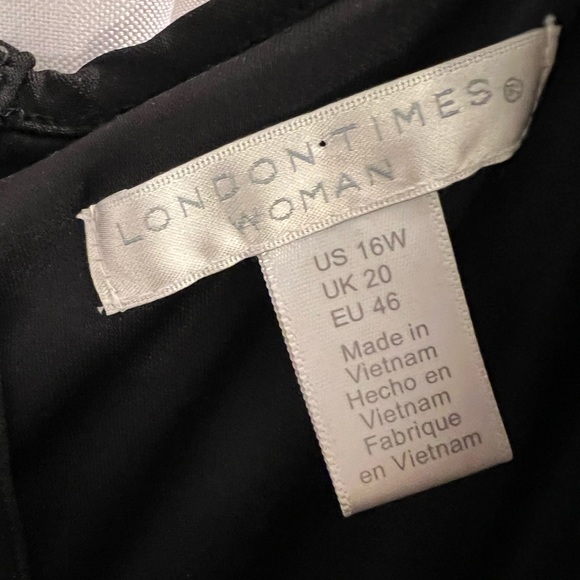 LONDON·TIMES®
WOMAN
US 16W
UK 20
EU 46
Made in
Vietnam
Hecho en
Vietnam
Fabrique
en Vietnam